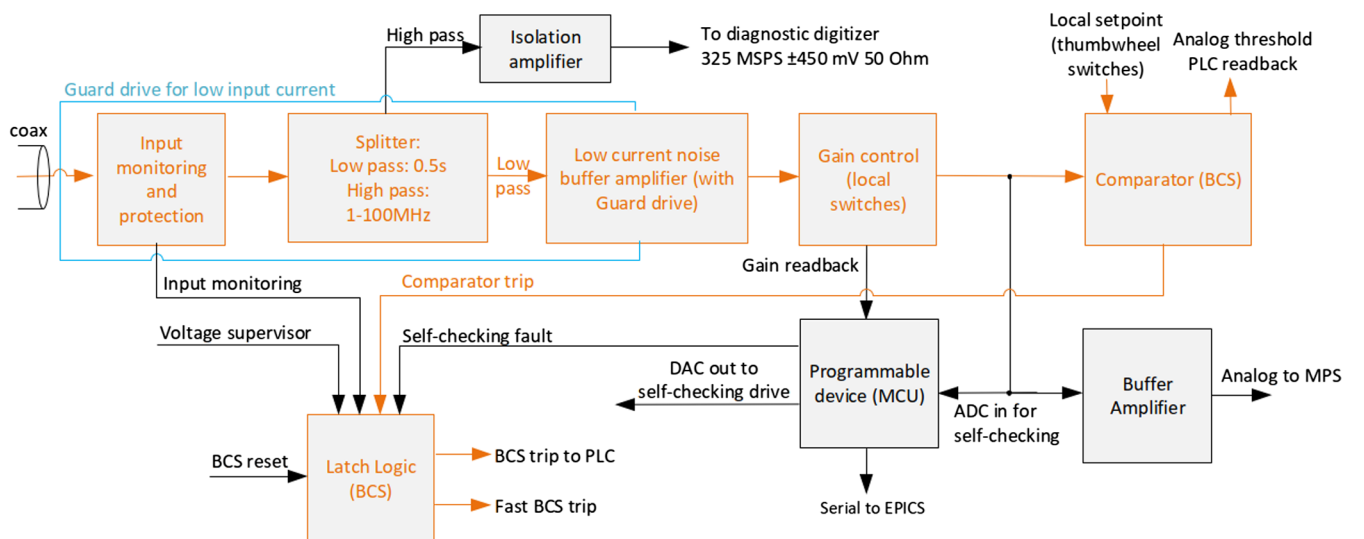 High pass
Isolation
amplifier
To diagnostic digitizer
325 MSPS ±450 mV 50 Ohm
Local setpoint
(thumbwheel
switches)
Analog threshold
PLC readback
Guard drive for low input current
coax
Input
monitoring
and
protection
Splitter:
Low pass: 0.5s
High pass:
1-100MHz
Low
pass
Low current noise
buffer amplifier (with
Guard drive)
Gain control
(local
switches)
Comparator (BCS)
Gain readback
Input monitoring
Comparator trip
Voltage supervisor
Self-checking fault
DAC out to
self-checking drive
Programmable
device (MCU)
ADC in for
self-checking
Buffer
Amplifier
Analog to MPS
BCS reset
Latch Logic
(BCS)
BCS trip to PLC
Fast BCS trip
Serial to EPICS